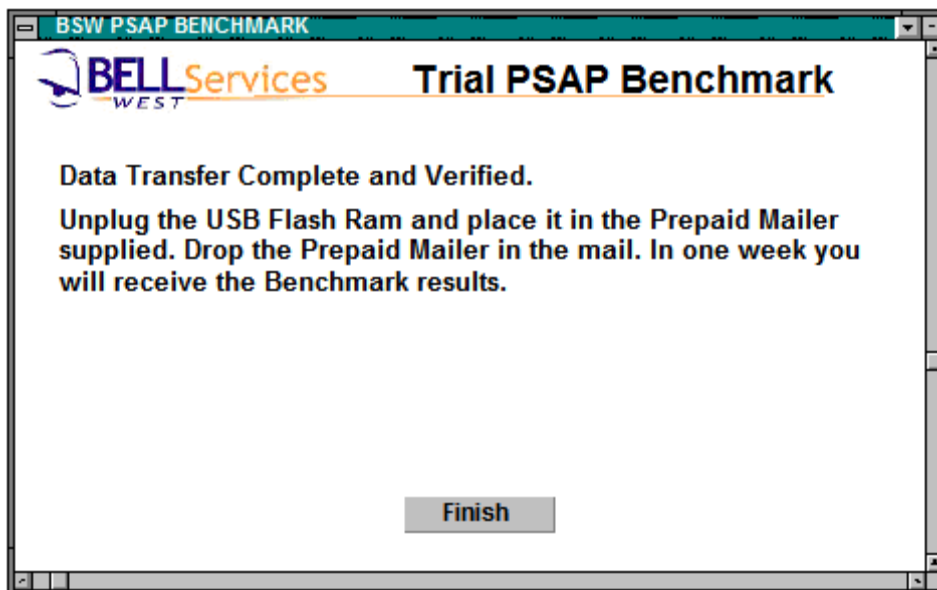 BSW PSAP BENCHMARK
BELLServices
WEST
Trial PSAP Benchmark
Data Transfer Complete and Verified.
Unplug the USB Flash Ram and place it in the Prepaid Mailer
supplied. Drop the Prepaid Mailer in the mail. In one week you
will receive the Benchmark results.
Finish